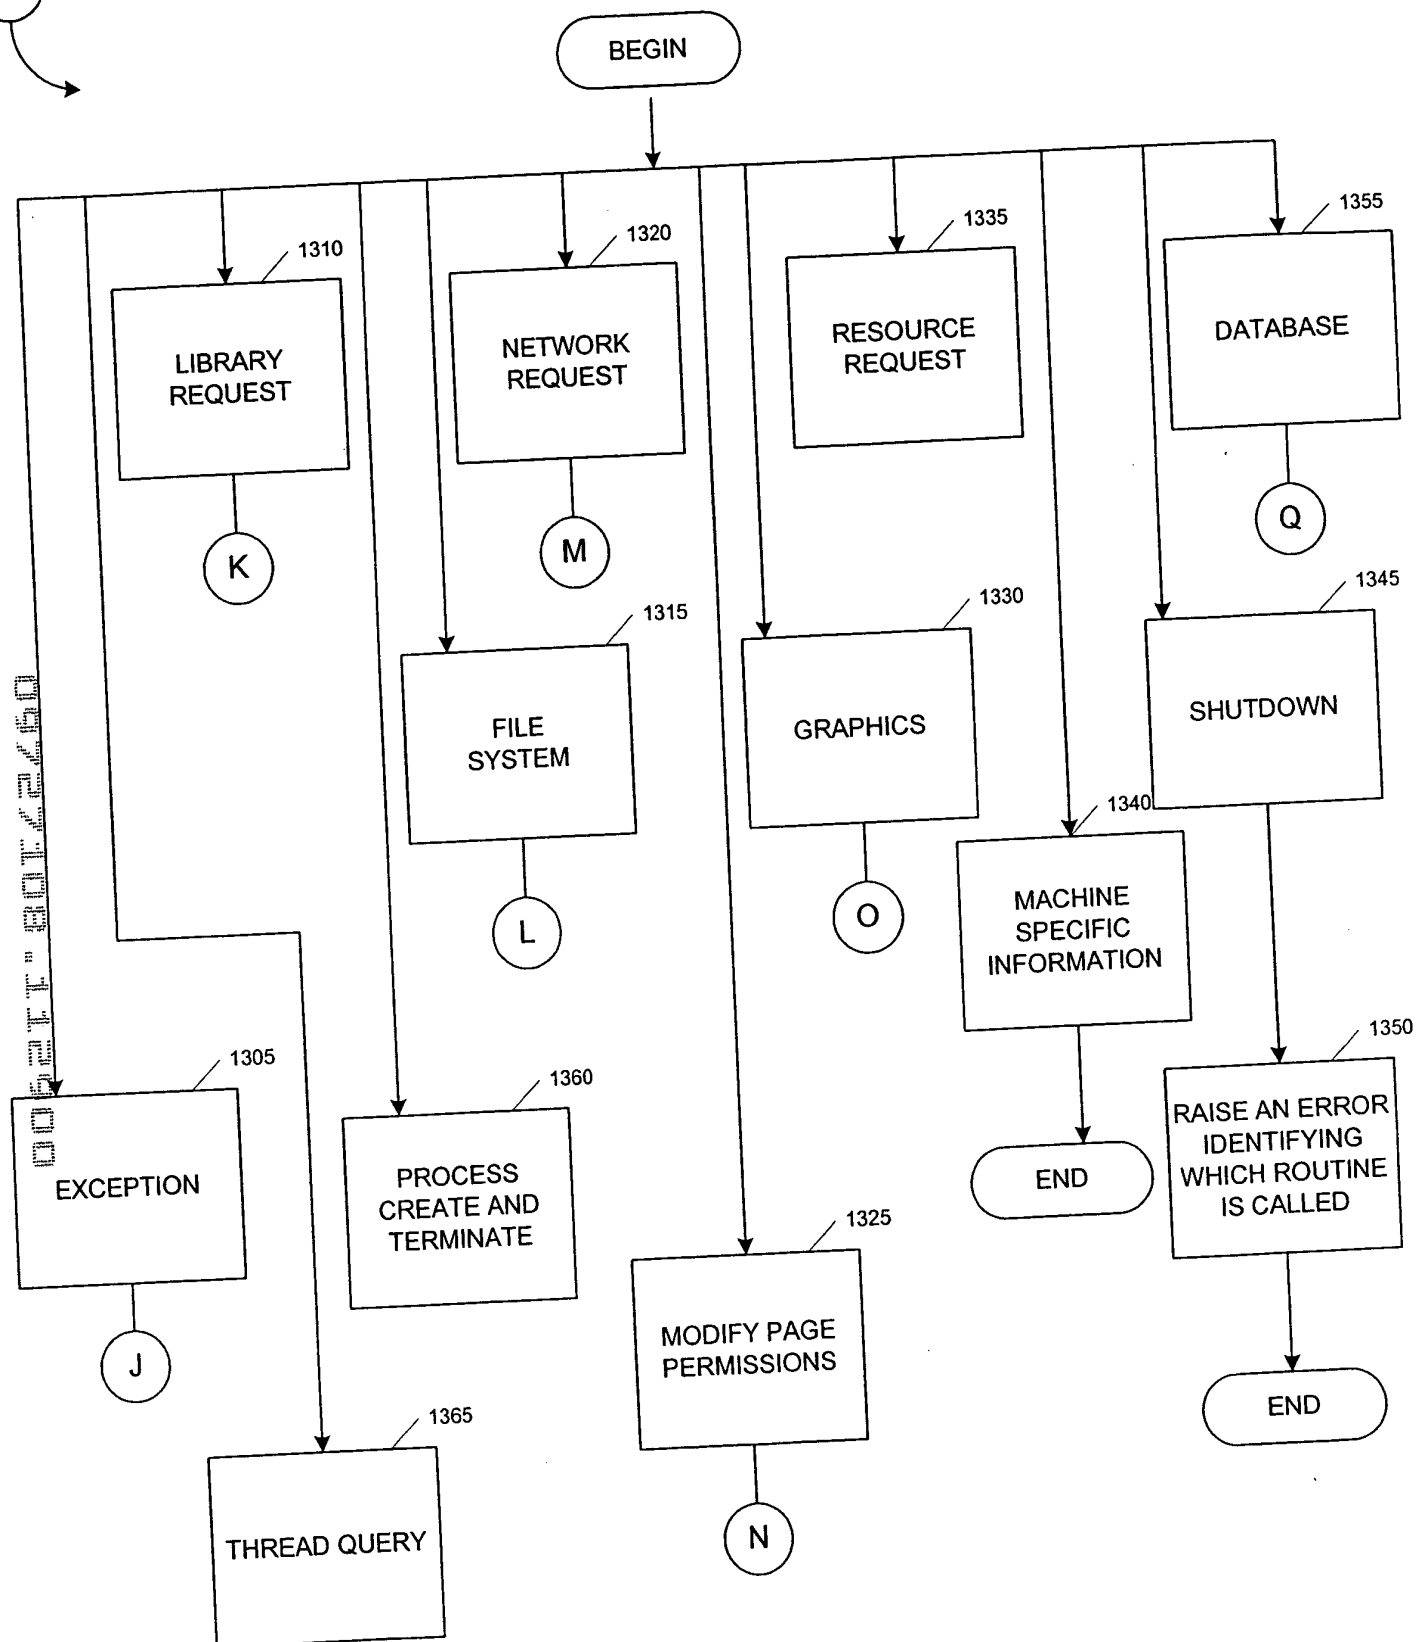 BEGIN
1310
LIBRARY
REQUEST
K
1320
NETWORK
REQUEST
M
1335
RESOURCE
REQUEST
1355
DATABASE
Q
1315
FILE
SYSTEM
L
1330
GRAPHICS
O
1345
SHUTDOWN
1340
MACHINE
SPECIFIC
INFORMATION
END
1350
RAISE AN ERROR
IDENTIFYING
WHICH ROUTINE
IS CALLED
END
1305
EXCEPTION
J
1360
PROCESS
CREATE AND
TERMINATE
1325
MODIFY PAGE
PERMISSIONS
N
1365
THREAD QUERY